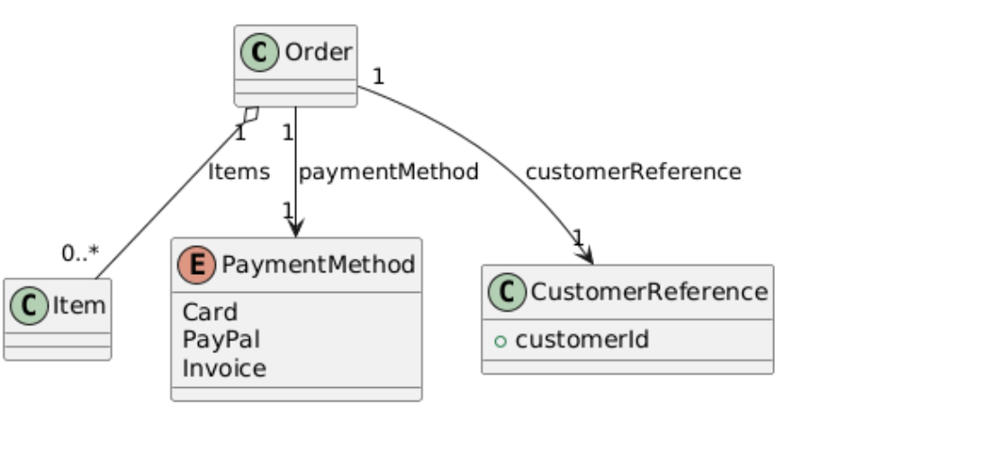 C Order
1
1
1
Items
paymentMethod
customerReference
1
1
0..*
E PaymentMethod
C CustomerReference
C Item
Card
PayPal
customerId
Invoice